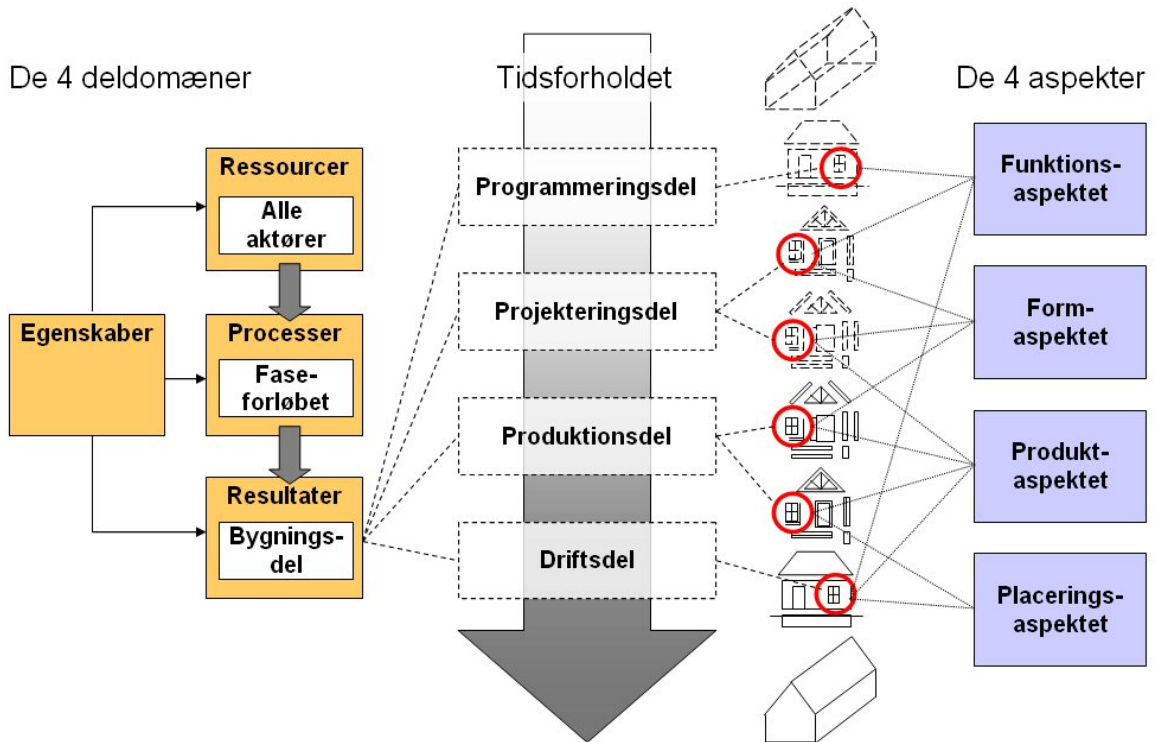 De 4 deldomæner
Tidsforholdet
De 4 aspekter
Ressourcer
Alle
aktører
Egenskaber
Processer
Fase-
forløbet
Resultater
Bygnings-
del
Programmeringsdel
Projekteringsdel
Produktionsdel
Driftsdel
Funktions-
aspektet
Form-
aspektet
Produkt-
aspektet
Placerings-
aspektet